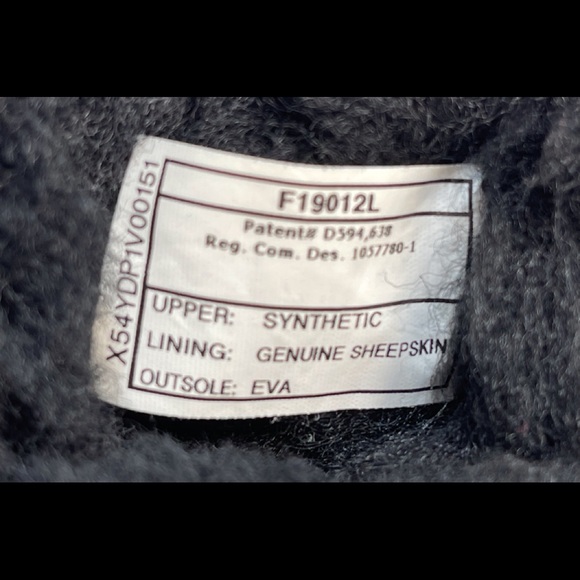 F19012L
Patent# D594,638
Reg. Com. Des. 1057780-1
UPPER: SYNTHETIC
LINING: GENUINE SHEEPSKIN
OUTSOLE: EVA
X54YDP1V00151